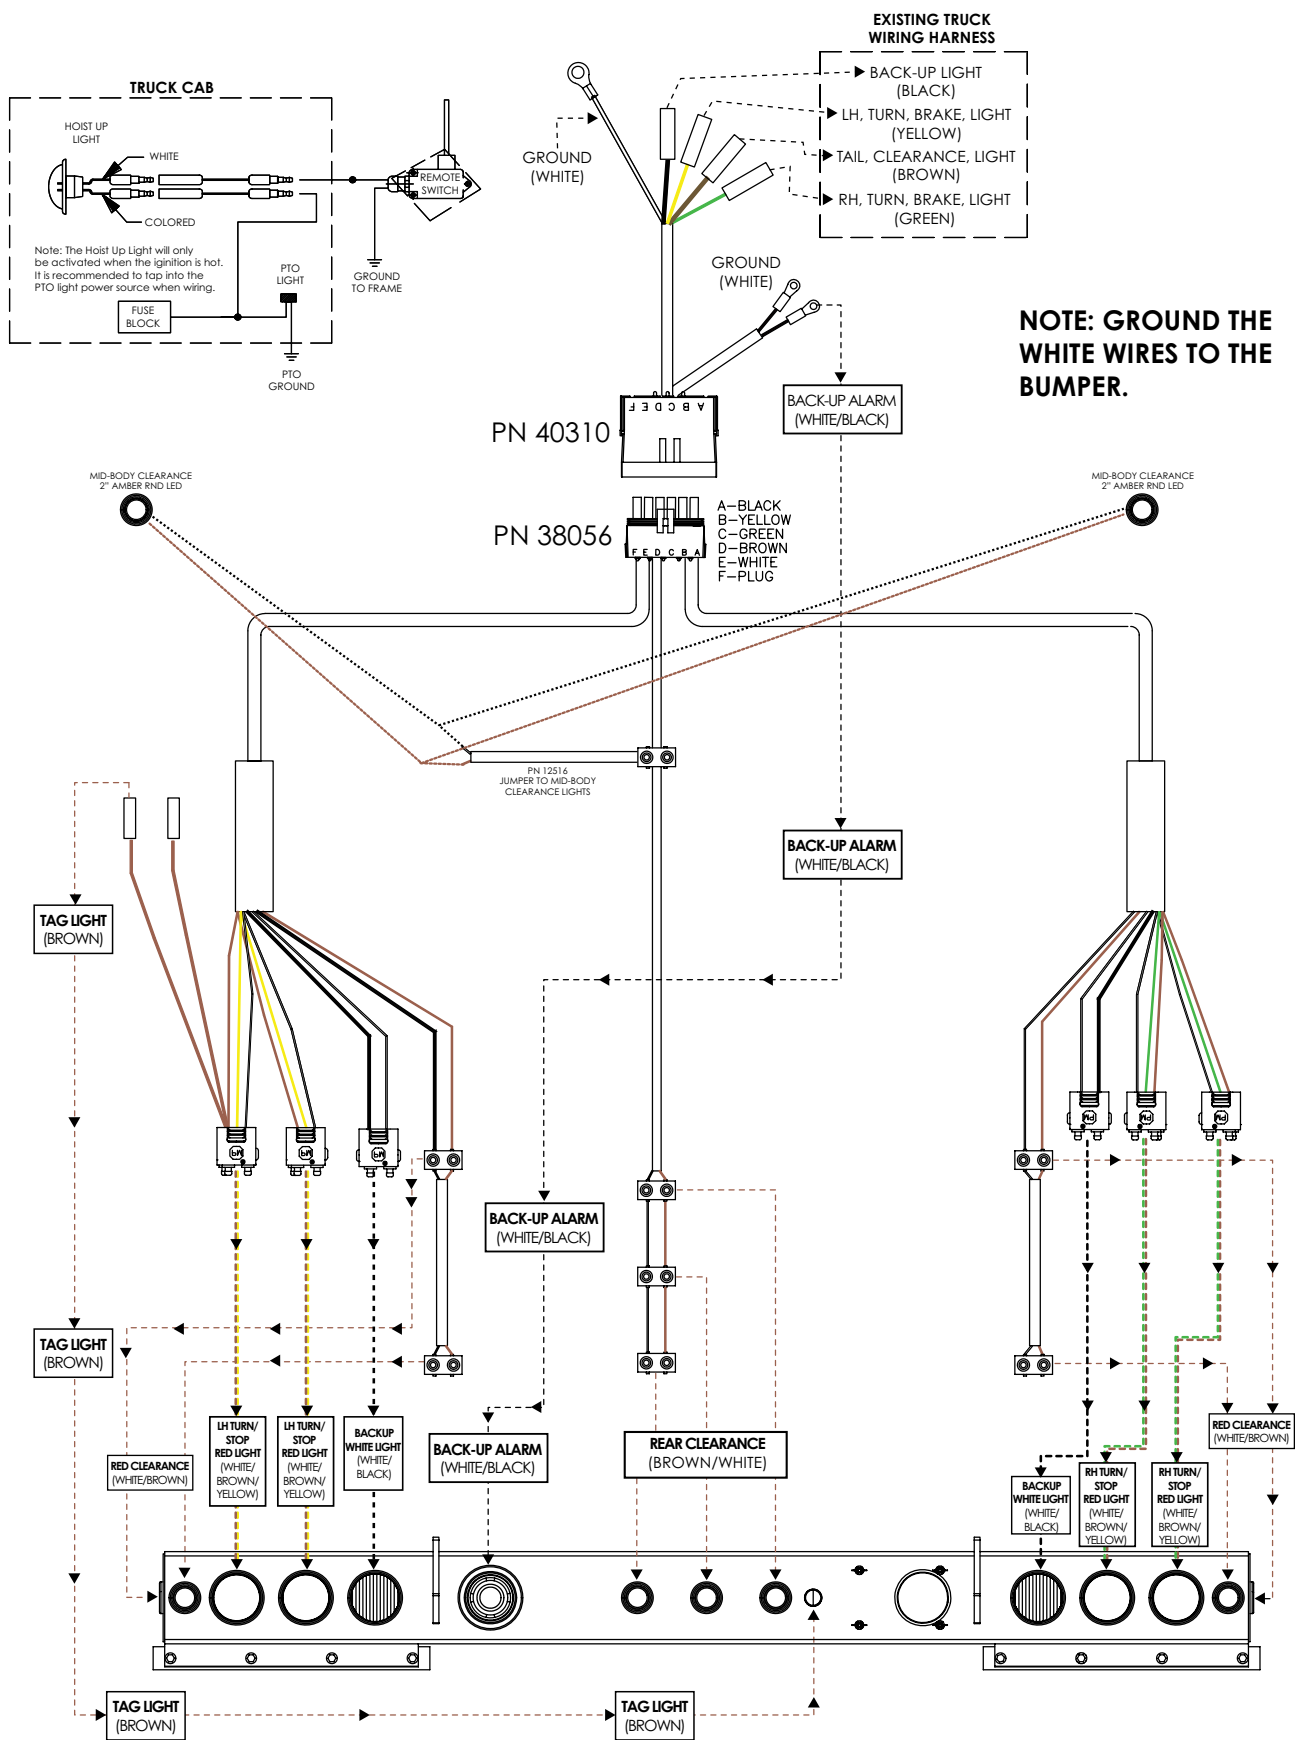 EXISTING TRUCK
WIRING HARNESS
BACK-UP LIGHT
(BLACK)
LH, TURN, BRAKE, LIGHT
(YELLOW)
TAIL, CLEARANCE, LIGHT
(BROWN)
RH, TURN, BRAKE, LIGHT
(GREEN)
TRUCK CAB
HOIST UP
LIGHT
WHITE
COLORED
REMOTE
SWITCH
Note: The Hoist Up Light will only
be activated when the iginition is hot.
It is recommended to tap into the
PTO light power source when wiring.
PTO
LIGHT
FUSE
BLOCK
GROUND
TO FRAME
PTO
GROUND
GROUND
(WHITE)
GROUND
(WHITE)
NOTE: GROUND THE
WHITE WIRES TO THE
BUMPER.
BACK-UP ALARM
(WHITE/BLACK)
F E D C B A
PN 40310
MID-BODY CLEARANCE
2" AMBER RND LED
MID-BODY CLEARANCE
2" AMBER RND LED
PN 38056
F E D C B A
A-BLACK
B-YELLOW
C-GREEN
D-BROWN
E-WHITE
F-PLUG
PN 12516
JUMPER TO MID-BODY
CLEARANCE LIGHTS
BACK-UP ALARM
(WHITE/BLACK)
TAG LIGHT
(BROWN)
PM
PM
PM
PM
PM
PM
BACK-UP ALARM
(WHITE/BLACK)
TAG LIGHT
(BROWN)
RED CLEARANCE
(WHITE/BROWN)
LH TURN/
STOP
RED LIGHT
(WHITE/
BROWN/
YELLOW)
LH TURN/
STOP
RED LIGHT
(WHITE/
BROWN/
YELLOW)
BACKUP
WHITE LIGHT
(WHITE/
BLACK)
BACK-UP ALARM
(WHITE/BLACK)
REAR CLEARANCE
(BROWN/WHITE)
BACKUP
WHITE LIGHT
(WHITE/
BLACK)
RH TURN/
STOP
RED LIGHT
(WHITE/
BROWN/
YELLOW)
RH TURN/
STOP
RED LIGHT
(WHITE/
BROWN/
YELLOW)
RED CLEARANCE
(WHITE/BROWN)
TAG LIGHT
(BROWN)
TAG LIGHT
(BROWN)